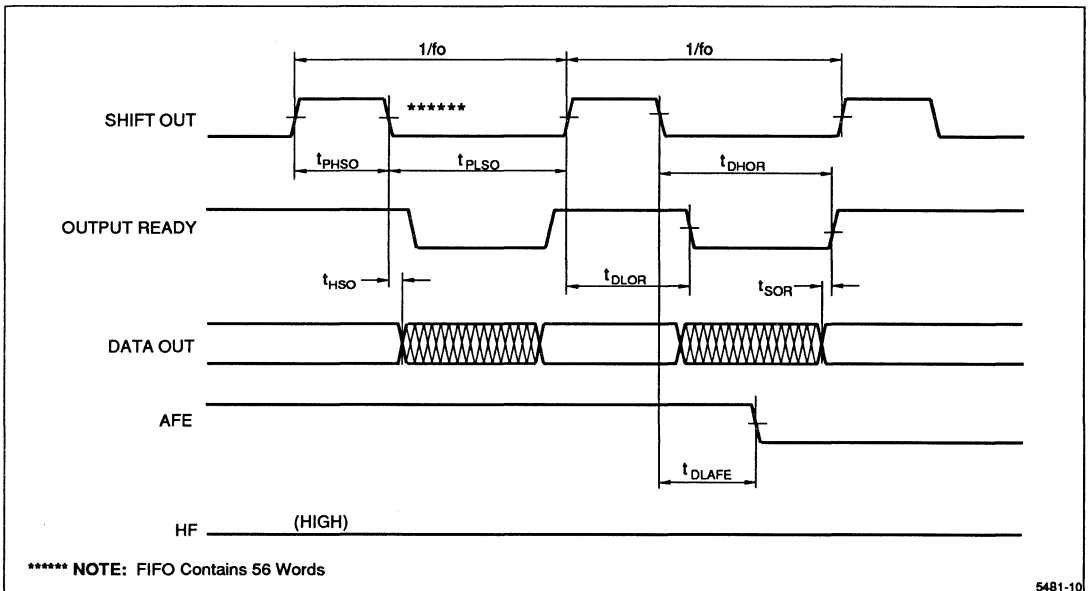 1/fo 1/fo
SHIFT OUT ******
tPHSO tPLSO tDHOR
OUTPUT READY
tHSO tDLOR tSOR
DATA OUT
AFE
tDLAFE
HF (HIGH)
****** NOTE: FIFO Contains 56 Words
5481-10